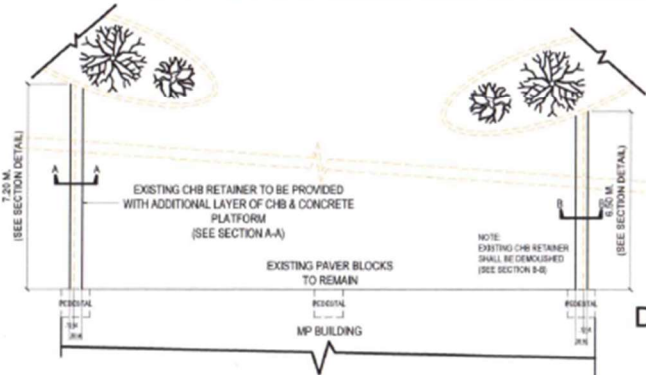 7.20 M.
(SEE SECTION DETAIL)
A A
EXISTING CHB RETAINER TO BE PROVIDED
WITH ADDITIONAL LAYER OF CHB & CONCRETE
PLATFORM
(SEE SECTION A-A)
B
6.50 M.
(SEE SECTION DETAIL)
NOTE:
EXISTING CHB RETAINER
SHALL BE DEMOLISHED
(SEE SECTION B-B)
EXISTING PAVER BLOCKS
TO REMAIN
PEDESTAL PEDESTAL PEDESTAL
MP BUILDING